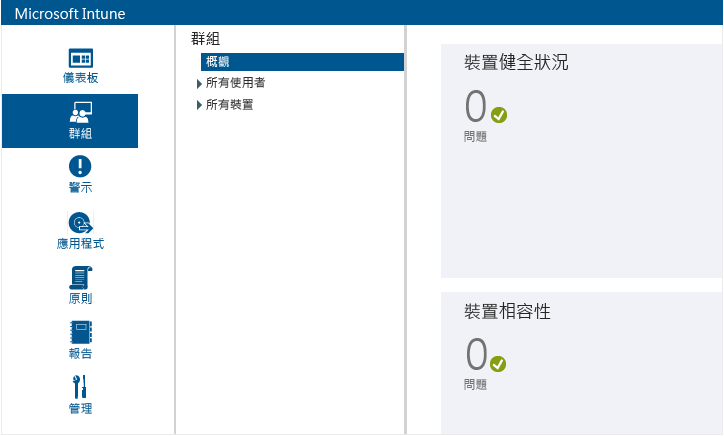 Microsoft Intune
儀表板
群組
警示
應用程式
原則
報告
管理
群組
概觀
所有使用者
所有裝置
裝置健全狀況
0
問題
裝置相容性
0
問題